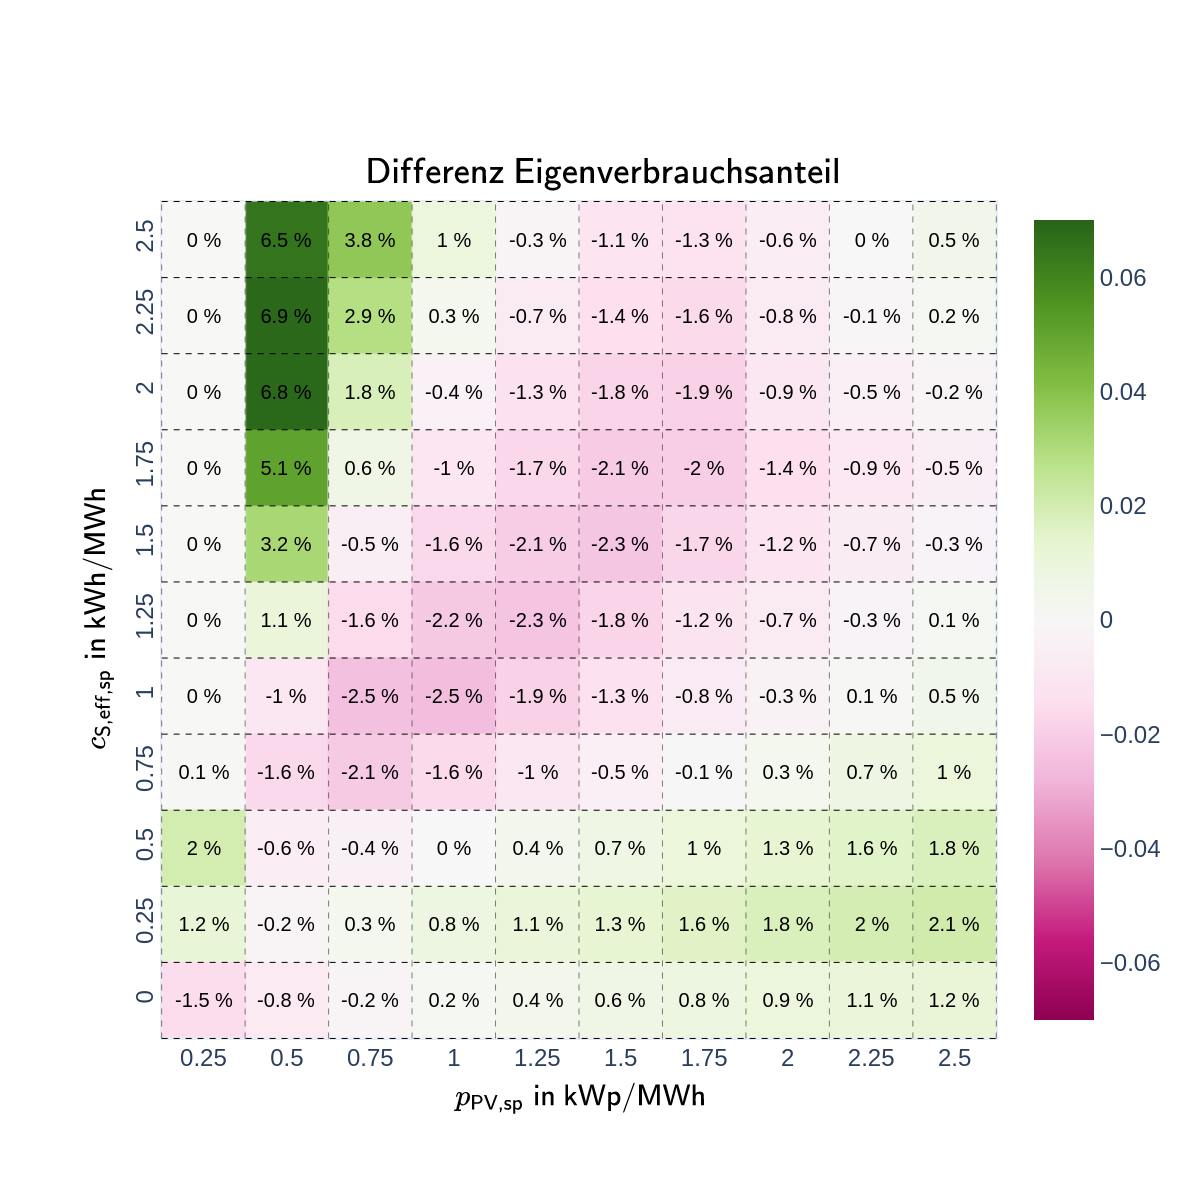 Differenz Eigenverbrauchsanteil
2.5 0 % 6.5 % 3.8 % 1 % -0.3 % -1.1 % -1.3 % -0.6 % 0 % 0.5 %
2.25 0 % 6.9 % 2.9 % 0.3 % -0.7 % -1.4 % -1.6 % -0.8 % -0.1 % 0.2 %
2 0 % 6.8 % 1.8 % -0.4 % -1.3 % -1.8 % -1.9 % -0.9 % -0.5 % -0.2 %
1.75 0 % 5.1 % 0.6 % -1 % -1.7 % -2.1 % -2 % -1.4 % -0.9 % -0.5 %
1.5 0 % 3.2 % -0.5 % -1.6 % -2.1 % -2.3 % -1.7 % -1.2 % -0.7 % -0.3 %
1.25 0 % 1.1 % -1.6 % -2.2 % -2.3 % -1.8 % -1.2 % -0.7 % -0.3 % 0.1 %
1 0 % -1 % -2.5 % -2.5 % -1.9 % -1.3 % -0.8 % -0.3 % 0.1 % 0.5 %
0.75 0.1 % -1.6 % -2.1 % -1.6 % -1 % -0.5 % -0.1 % 0.3 % 0.7 % 1 %
0.5 2 % -0.6 % -0.4 % 0 % 0.4 % 0.7 % 1 % 1.3 % 1.6 % 1.8 %
0.25 1.2 % -0.2 % 0.3 % 0.8 % 1.1 % 1.3 % 1.6 % 1.8 % 2 % 2.1 %
0 -1.5 % -0.8 % -0.2 % 0.2 % 0.4 % 0.6 % 0.8 % 0.9 % 1.1 % 1.2 %
0.25 0.5 0.75 1 1.25 1.5 1.75 2 2.25 2.5
p PV,sp in kWp/MWh
c S,eff,sp in kWh/MWh
0.06
0.04
0.02
0
−0.02
−0.04
−0.06